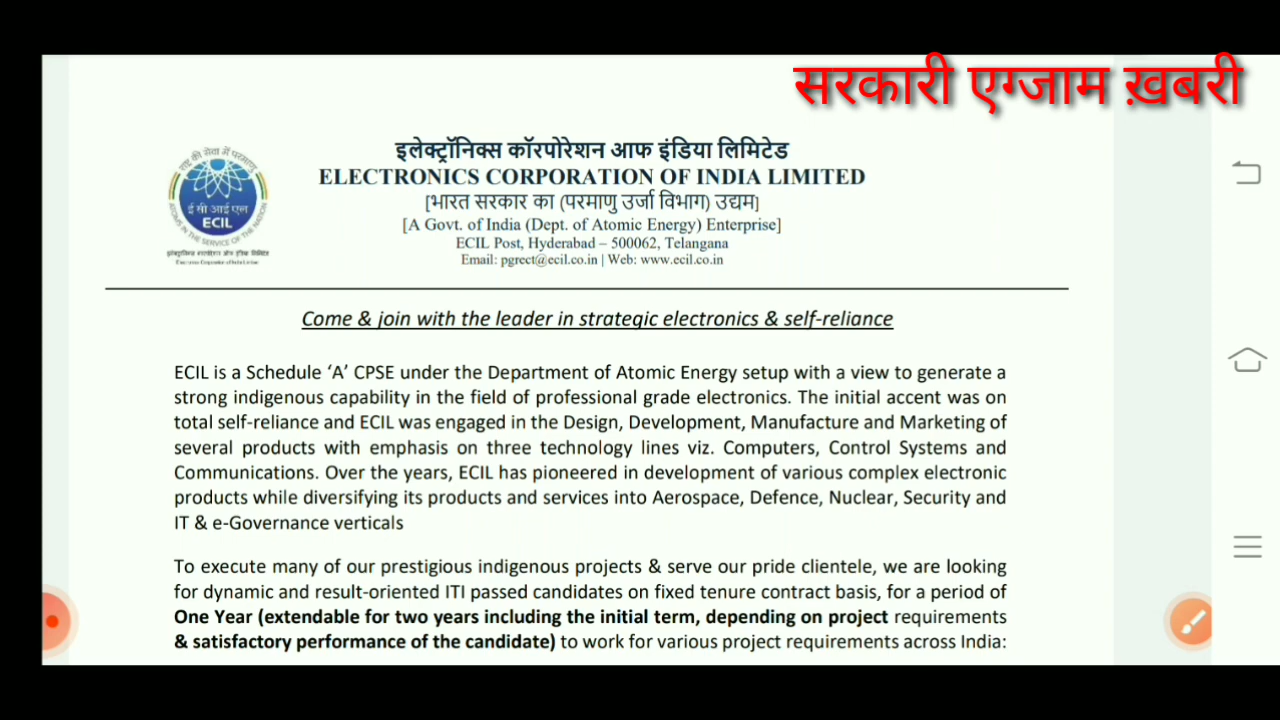 सरकारी एग्जाम ख़बरी
राष्ट्र की सेवा में परमाणु
ई सी आई एल
ECIL
ATOMS IN THE SERVICE OF THE NATION
इलेक्ट्रॉनिक्स कॉरपोरेशन आफ इंडिया लिमिटेड
ELECTRONICS CORPORATION OF INDIA LIMITED
[भारत सरकार का (परमाणु उर्जा विभाग) उद्यम]
[A Govt. of India (Dept. of Atomic Energy) Enterprise]
ECIL Post, Hyderabad – 500062, Telangana
Email: pgrect@ecil.co.in | Web: www.ecil.co.in
Come & join with the leader in strategic electronics & self-reliance
ECIL is a Schedule ‘A’ CPSE under the Department of Atomic Energy setup with a view to generate a
strong indigenous capability in the field of professional grade electronics. The initial accent was on
total self-reliance and ECIL was engaged in the Design, Development, Manufacture and Marketing of
several products with emphasis on three technology lines viz. Computers, Control Systems and
Communications. Over the years, ECIL has pioneered in development of various complex electronic
products while diversifying its products and services into Aerospace, Defence, Nuclear, Security and
IT & e-Governance verticals
To execute many of our prestigious indigenous projects & serve our pride clientele, we are looking
for dynamic and result-oriented ITI passed candidates on fixed tenure contract basis, for a period of
One Year (extendable for two years including the initial term, depending on project requirements
& satisfactory performance of the candidate) to work for various project requirements across India: